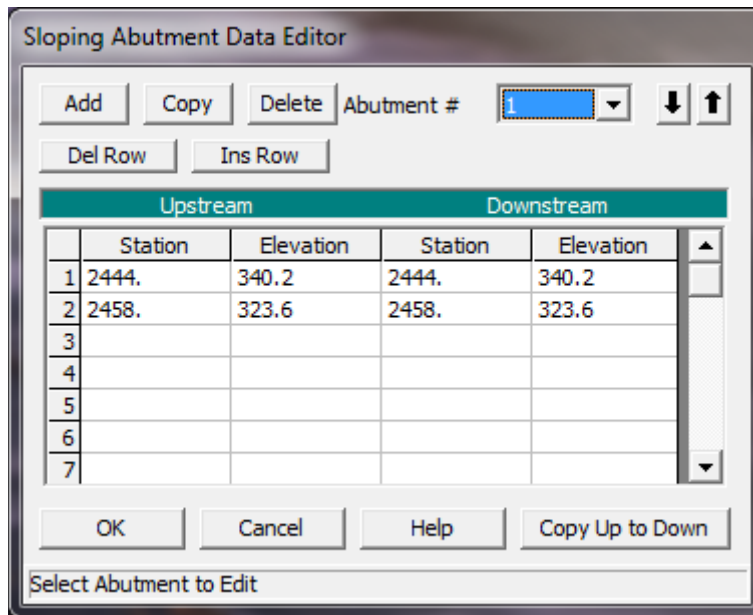 Sloping Abutment Data Editor
Add Copy Delete Abutment # 1
Del Row Ins Row
Upstream Downstream
Station Elevation Station Elevation
1 2444. 340.2 2444. 340.2
2 2458. 323.6 2458. 323.6
3
4
5
6
7
OK Cancel Help Copy Up to Down
Select Abutment to Edit